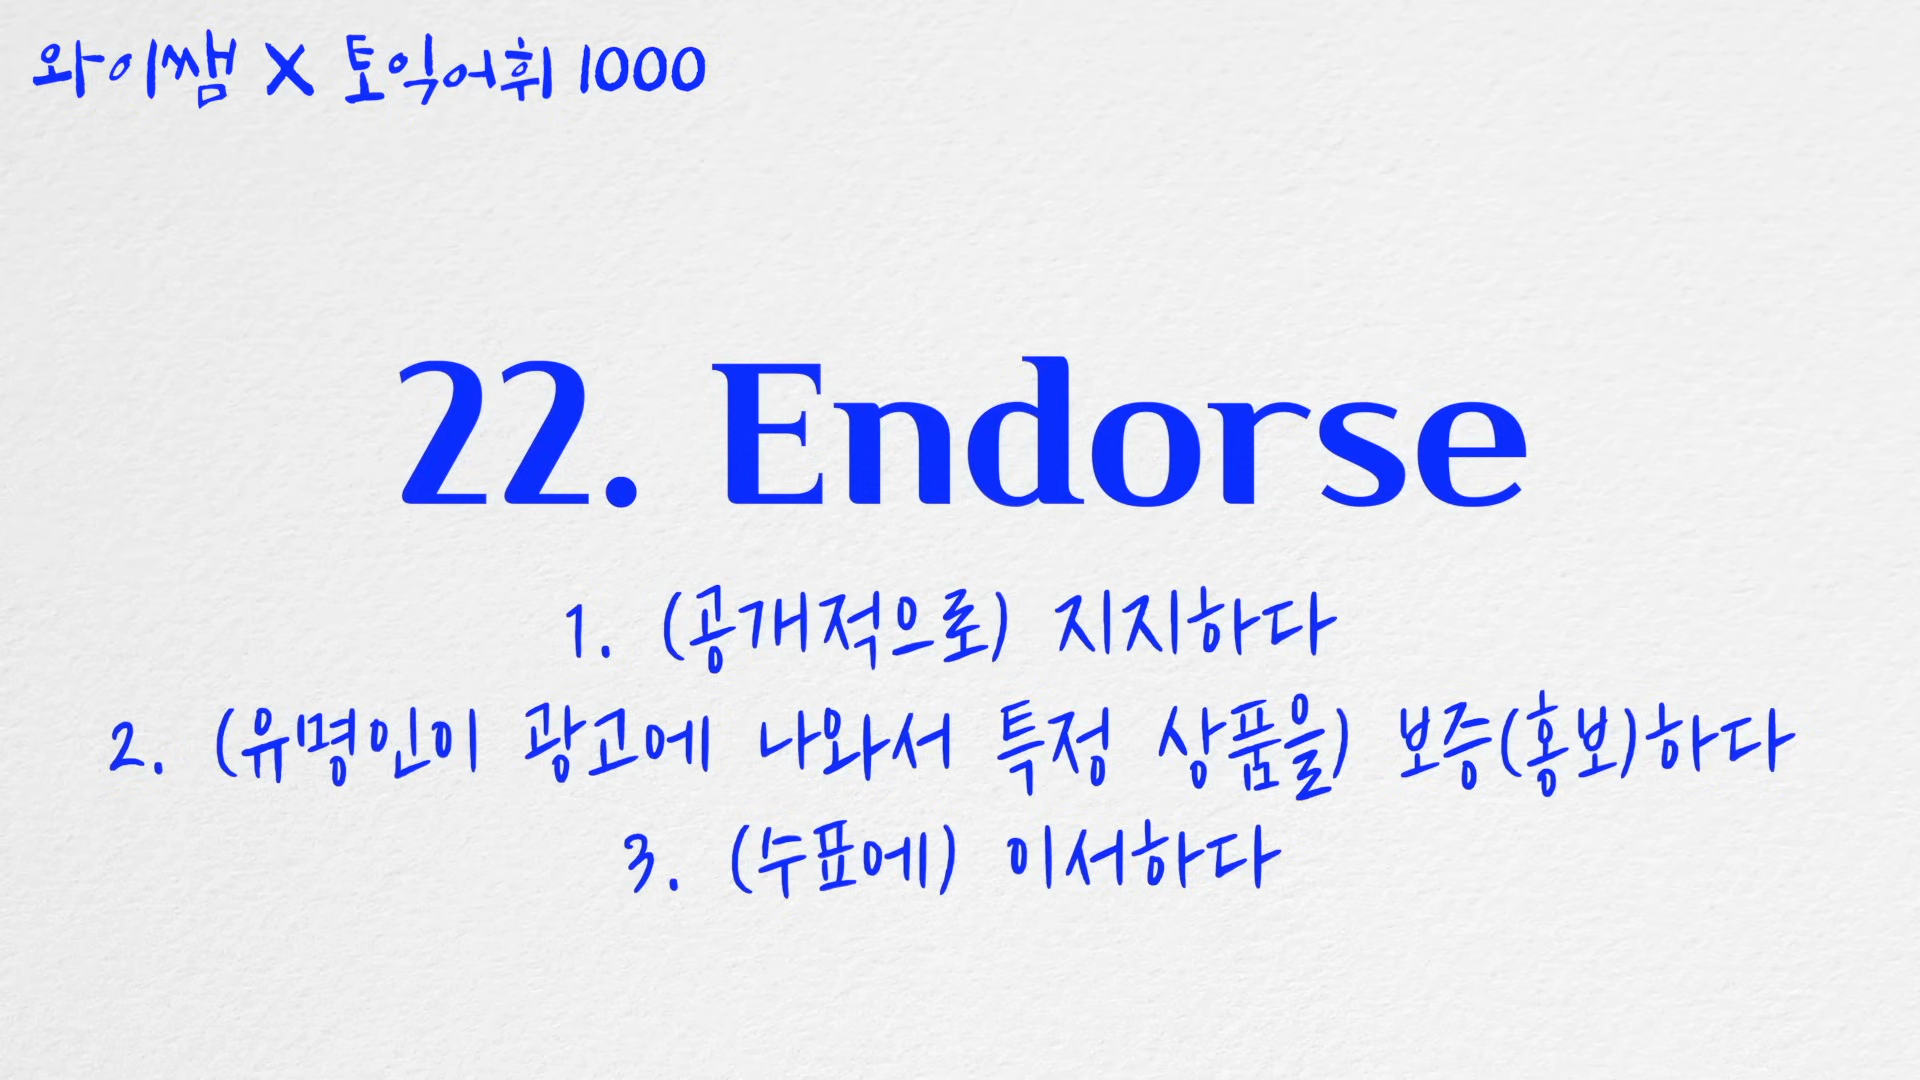 와이쌤 X 토익어휘 1000
22. Endorse
1. (공개적으로) 지지하다
2. (유명인이 광고에 나와서 특정 상품을) 보증(홍보)하다
3. (수표에) 이서하다